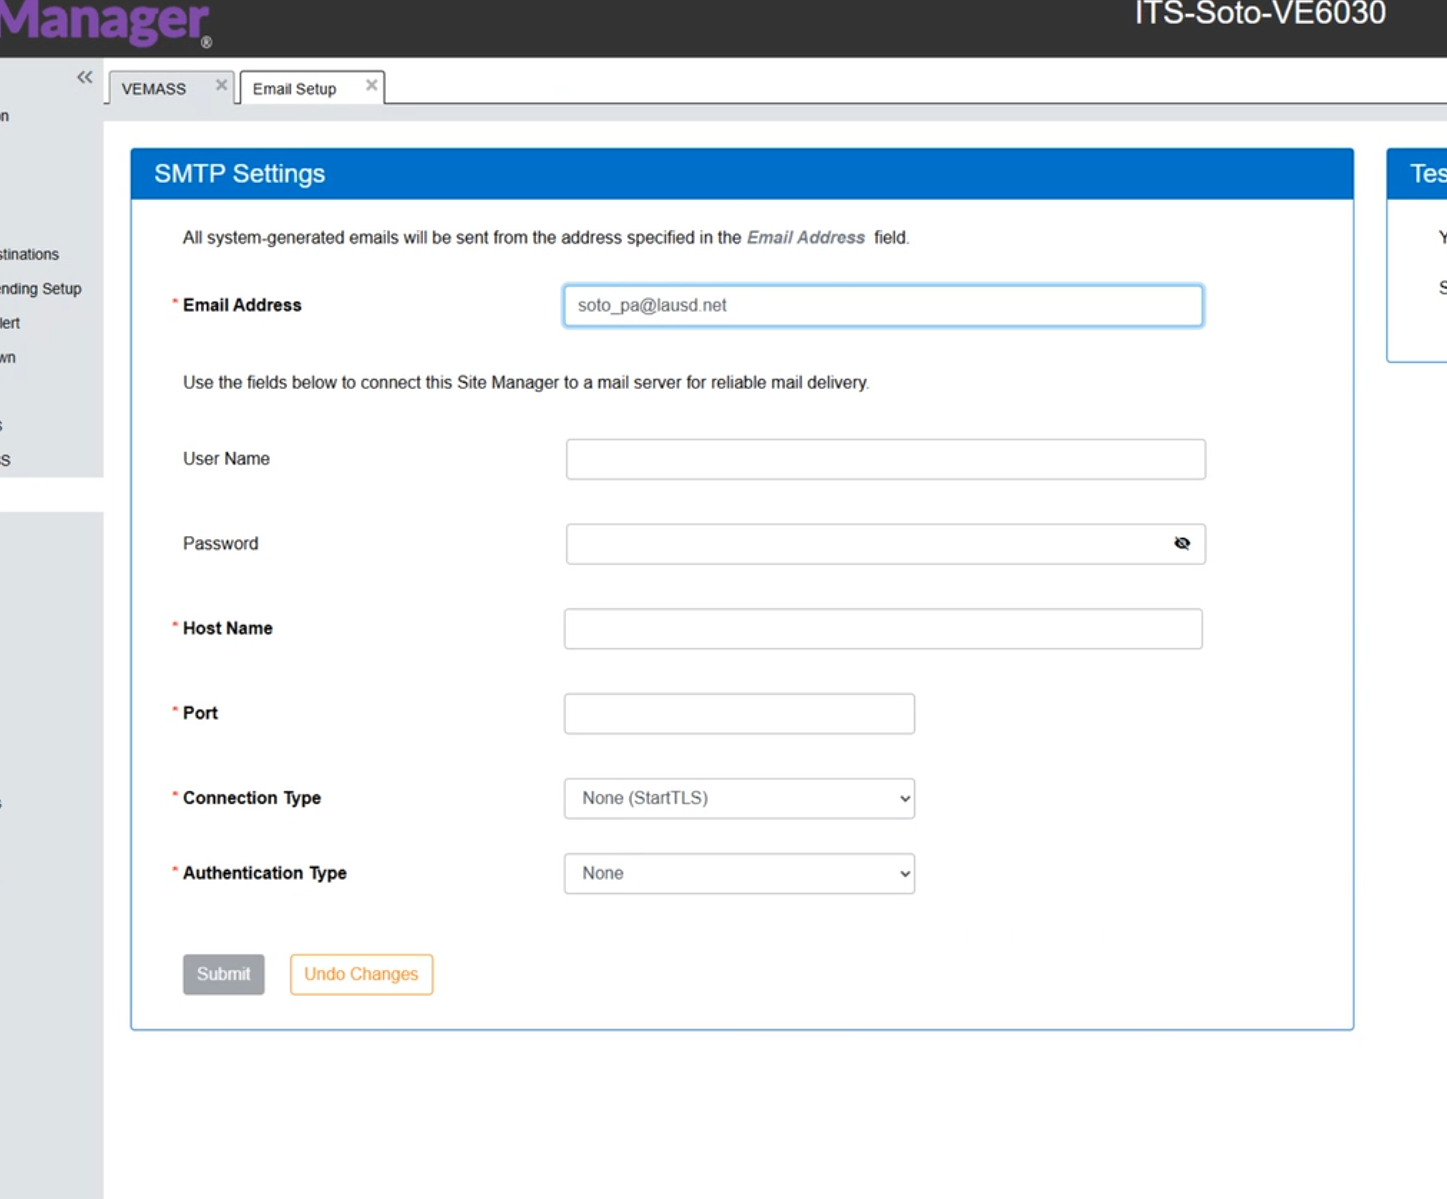 Manager®
ITS-Soto-VE6030
VEMASS
Email Setup
SMTP Settings
All system-generated emails will be sent from the address specified in the Email Address field.
* Email Address
soto_pa@lausd.net
Use the fields below to connect this Site Manager to a mail server for reliable mail delivery.
User Name
Password
* Host Name
* Port
* Connection Type
None (StartTLS)
* Authentication Type
None
Submit
Undo Changes
stinations
nding Setup
lert
wn
Tes